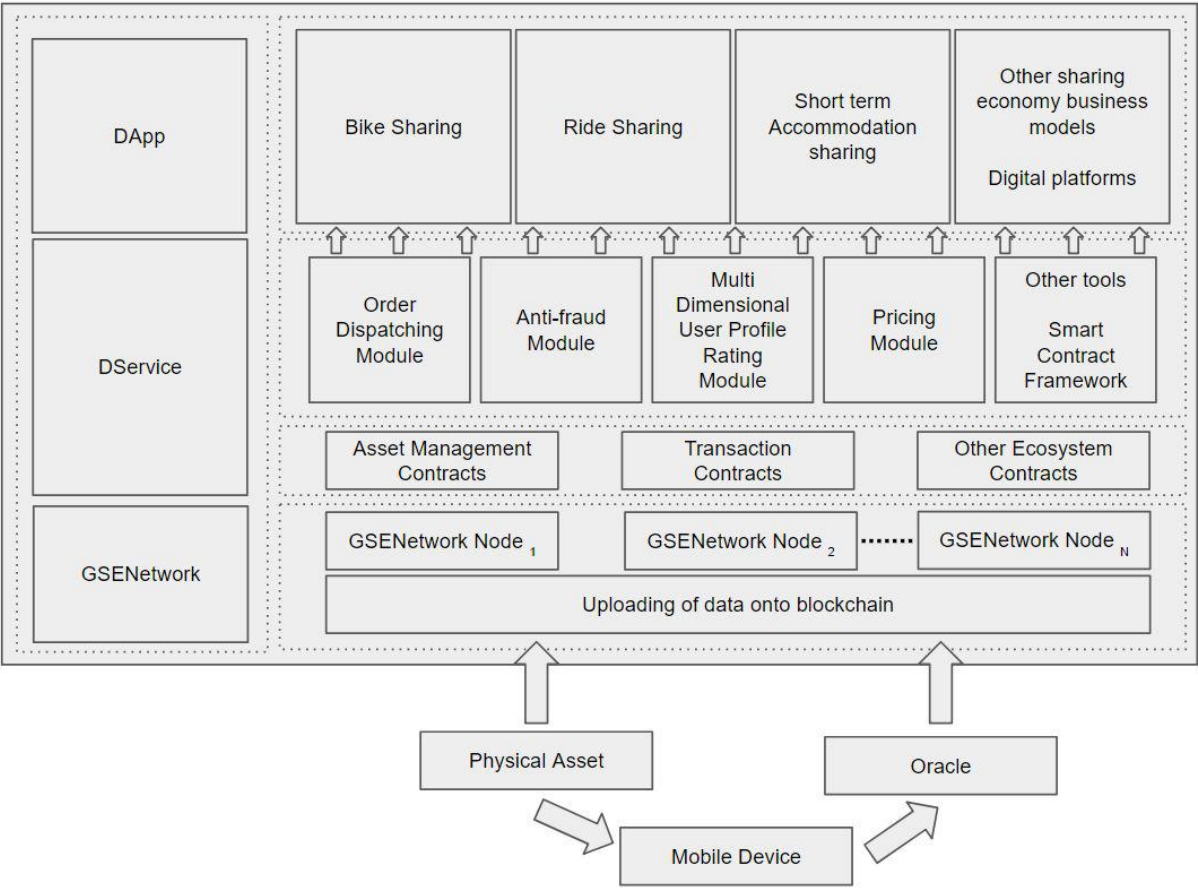 DApp
Bike Sharing
Ride Sharing
Short term
Accommodation
sharing
Other sharing
economy business
models
Digital platforms
DService
Order
Dispatching
Module
Anti-fraud
Module
Multi
Dimensional
User Profile
Rating
Module
Pricing
Module
Other tools
Smart
Contract
Framework
Asset Management
Contracts
Transaction
Contracts
Other Ecosystem
Contracts
GSENetwork
GSENetwork Node 1
GSENetwork Node 2
GSENetwork Node N
Uploading of data onto blockchain
Physical Asset
Oracle
Mobile Device